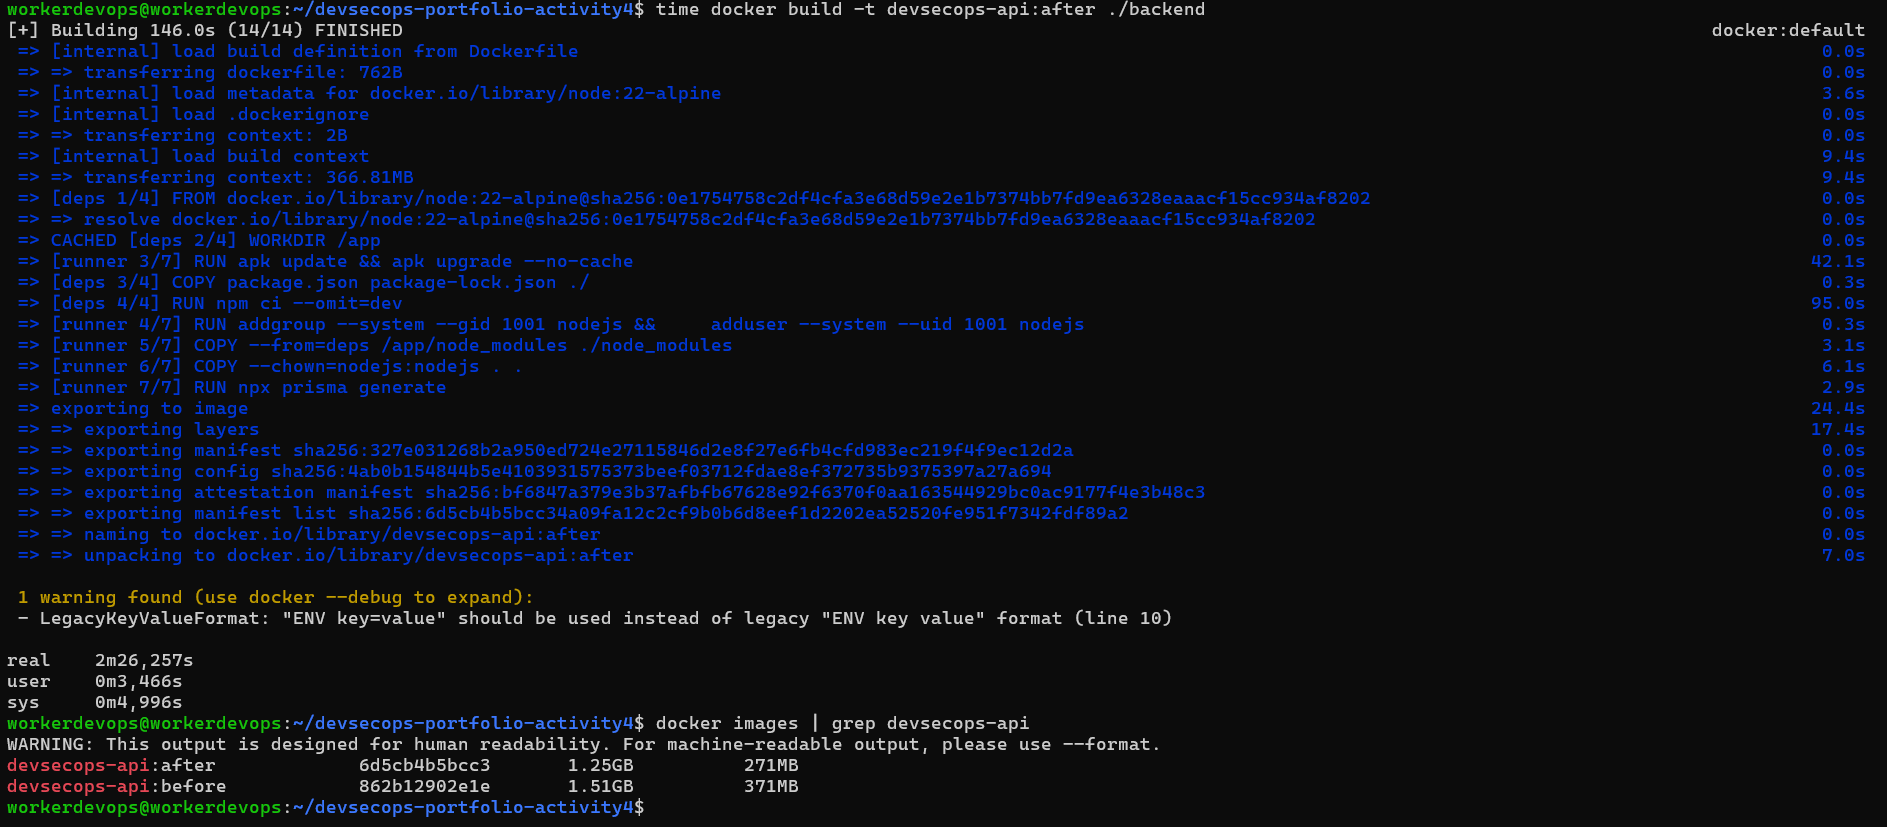 workerdevops@workerdevops:~/devsecops-portfolio-activity4$ time docker build -t devsecops-api:after ./backend
[+] Building 146.0s (14/14) FINISHED docker:default
=> [internal] load build definition from Dockerfile 0.0s
=> => transferring dockerfile: 762B 0.0s
=> [internal] load metadata for docker.io/library/node:22-alpine 3.6s
=> [internal] load .dockerignore 0.0s
=> => transferring context: 2B 0.0s
=> [internal] load build context 9.4s
=> => transferring context: 366.81MB 9.4s
=> [deps 1/4] FROM docker.io/library/node:22-alpine@sha256:0e1754758c2df4cfa3e68d59e2e1b7374bb7fd9ea6328eaaacf15cc934af8202 0.0s
=> => resolve docker.io/library/node:22-alpine@sha256:0e1754758c2df4cfa3e68d59e2e1b7374bb7fd9ea6328eaaacf15cc934af8202 0.0s
=> CACHED [deps 2/4] WORKDIR /app 0.0s
=> [runner 3/7] RUN apk update && apk upgrade --no-cache 42.1s
=> [deps 3/4] COPY package.json package-lock.json ./ 0.3s
=> [deps 4/4] RUN npm ci --omit=dev 95.0s
=> [runner 4/7] RUN addgroup --system --gid 1001 nodejs &&     adduser --system --uid 1001 nodejs 0.3s
=> [runner 5/7] COPY --from=deps /app/node_modules ./node_modules 3.1s
=> [runner 6/7] COPY --chown=nodejs:nodejs . . 6.1s
=> [runner 7/7] RUN npx prisma generate 2.9s
=> exporting to image 24.4s
=> => exporting layers 17.4s
=> => exporting manifest sha256:327e031268b2a950ed724e27115846d2e8f27e6fb4cfd983ec219f4f9ec12d2a 0.0s
=> => exporting config sha256:4ab0b154844b5e4103931575373beef03712fdae8ef372735b9375397a27a694 0.0s
=> => exporting attestation manifest sha256:bf6847a379e3b37afbfb67628e92f6370f0aa163544929bc0ac9177f4e3b48c3 0.0s
=> => exporting manifest list sha256:6d5cb4b5bcc34a09fa12c2cf9b0b6d8eef1d2202ea52520fe951f7342fdf89a2 0.0s
=> => naming to docker.io/library/devsecops-api:after 0.0s
=> => unpacking to docker.io/library/devsecops-api:after 7.0s
1 warning found (use docker --debug to expand):
- LegacyKeyValueFormat: "ENV key=value" should be used instead of legacy "ENV key value" format (line 10)
real 2m26,257s
user 0m3,466s
sys 0m4,996s
workerdevops@workerdevops:~/devsecops-portfolio-activity4$ docker images | grep devsecops-api
WARNING: This output is designed for human readability. For machine-readable output, please use --format.
devsecops-api:after 6d5cb4b5bcc3 1.25GB 271MB
devsecops-api:before 862b12902e1e 1.51GB 371MB
workerdevops@workerdevops:~/devsecops-portfolio-activity4$